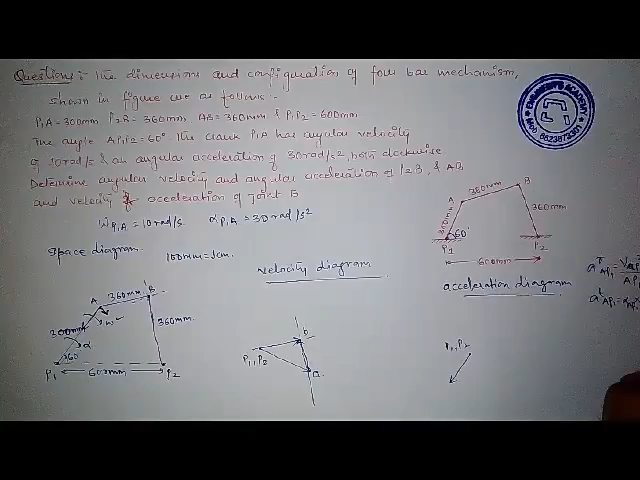 Question:- The dimensions and configuration of four bar mechanism,
shown in figure are as follows:-
P1A=300mm P2B=360mm, AB=360mm & P1P2=600mm
The angle AP1P2=60°. The crank P1A has angular velocity
of 10rad/s & an angular acceleration of 30rad/s², both clockwise
Determine angular velocity and angular acceleration of P2B, & AB,
and velocity & acceleration of Joint B
ωP1A=10rad/s. αP1A=30rad/s²
Space diagram 100mm=1cm.
Velocity diagram
acceleration diagram
A
360mm
B
300mm
360mm
60°
P1
P2
600mm
A
360mm
B
ω
300mm
α
360mm.
60°
P1
600mm
P2
P1,P2
b
a
P1,P2
ENGINEER'S ACADEMY